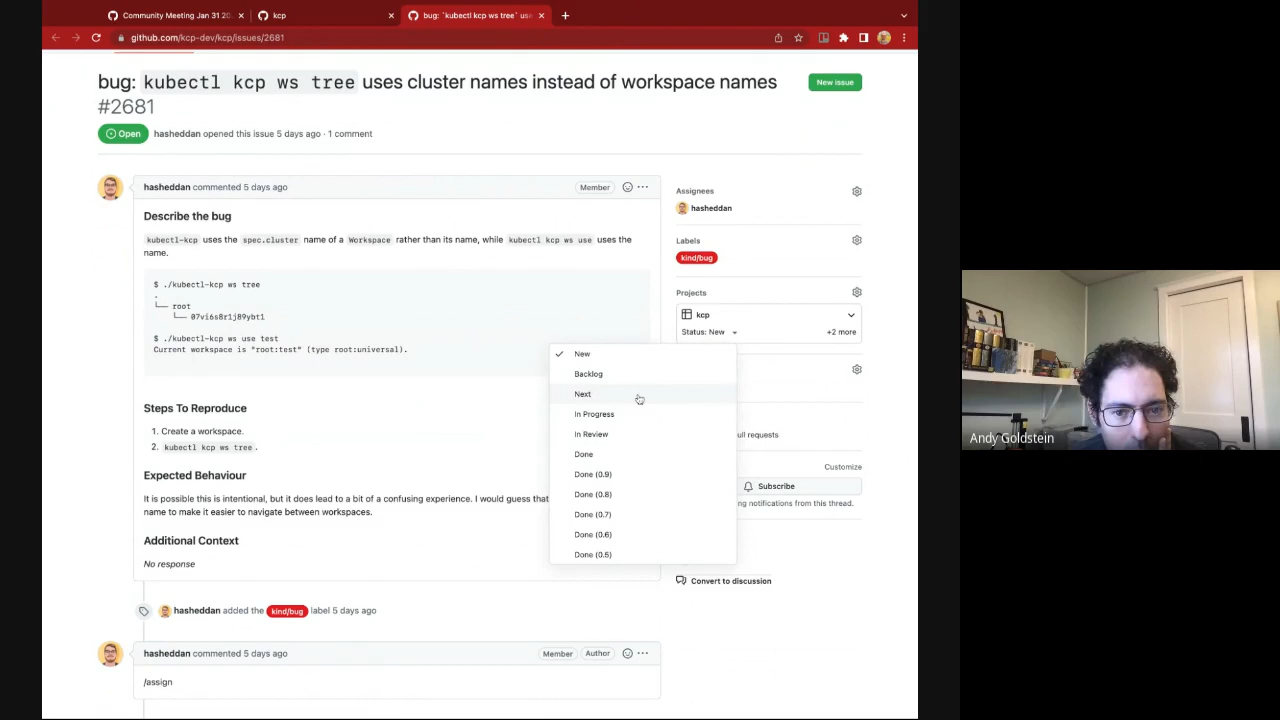 Community Meeting Jan 31 20
kcp
bug: `kubectl kcp ws tree` use
github.com/kcp-dev/kcp/issues/2681
bug: kubectl kcp ws tree uses cluster names instead of workspace names
#2681
New issue
Open
hasheddan opened this issue 5 days ago · 1 comment
hasheddan commented 5 days ago
Member
Describe the bug
kubectl-kcp uses the spec.cluster name of a Workspace rather than its name, while kubectl kcp ws use uses the
name.
$ ./kubectl-kcp ws tree
.
└── root
└── 07vi6s8r1j89ybt1
$ ./kubectl-kcp ws use test
Current workspace is "root:test" (type root:universal).
Steps To Reproduce
1. Create a workspace.
2. kubectl kcp ws tree.
Expected Behaviour
It is possible this is intentional, but it does lead to a bit of a confusing experience. I would guess that
name to make it easier to navigate between workspaces.
Additional Context
No response
hasheddan added the kind/bug label 5 days ago
hasheddan commented 5 days ago
Member
Author
/assign
Assignees
hasheddan
Labels
kind/bug
Projects
kcp
Status: New
+2 more
New
Backlog
Next
In Progress
In Review
Done
Done (0.9)
Done (0.8)
Done (0.7)
Done (0.6)
Done (0.5)
ull requests
Customize
Subscribe
ng notifications from this thread.
Convert to discussion
Andy Goldstein